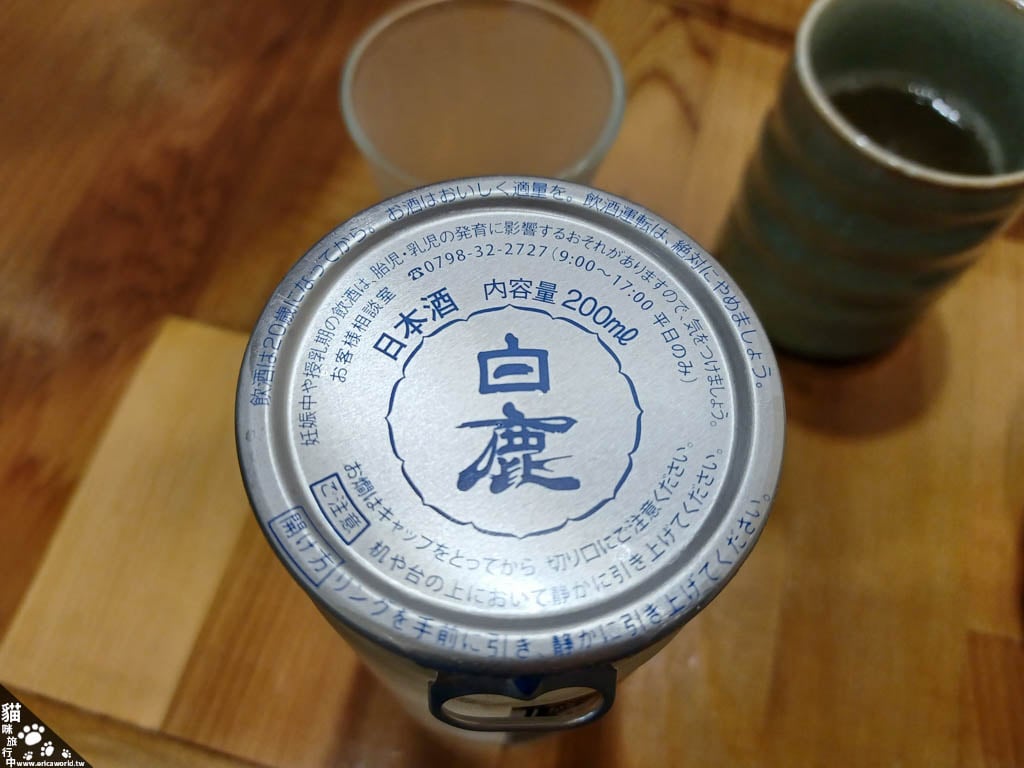 飲酒は20歳になってから。お酒はおいしく適量を。飲酒運転は、絶対にやめましょう。
妊娠中や授乳期の飲酒は、胎児・乳児の発育に影響するおそれがありますので、気をつけましょう。
お客様相談室 ☎0798-32-2727(9:00〜17:00 平日のみ)
日本酒 内容量 200mℓ
白鹿
お燗はキャップをとってから 切り口にご注意ください。
ご注意 机や台の上において静かに引き上げてください。
開け方 リングを手前に引き、静かに引き上げてください。
貓咪旅行中
www.ericaworld.tw